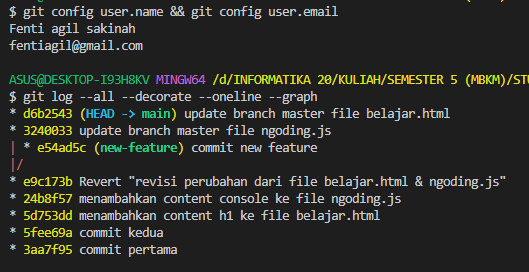 $ git config user.name && git config user.email
Fenti agil sakinah
fentiagil@gmail.com
ASUS@DESKTOP-I93H8KV MINGW64 /d/INFORMATIKA 20/KULIAH/SEMESTER 5 (MBKM)/STU
$ git log --all --decorate --oneline --graph
* d6b2543 (HEAD -> main) update branch master file belajar.html
* 3240033 update branch master file ngoding.js
| * e54ad5c (new-feature) commit new feature
|/
* e9c173b Revert "revisi perubahan dari file belajar.html & ngoding.js"
* 24b8f57 menambahkan content console ke file ngoding.js
* 5d753dd menambahkan content h1 ke file belajar.html
* 5fee69a commit kedua
* 3aa7f95 commit pertama